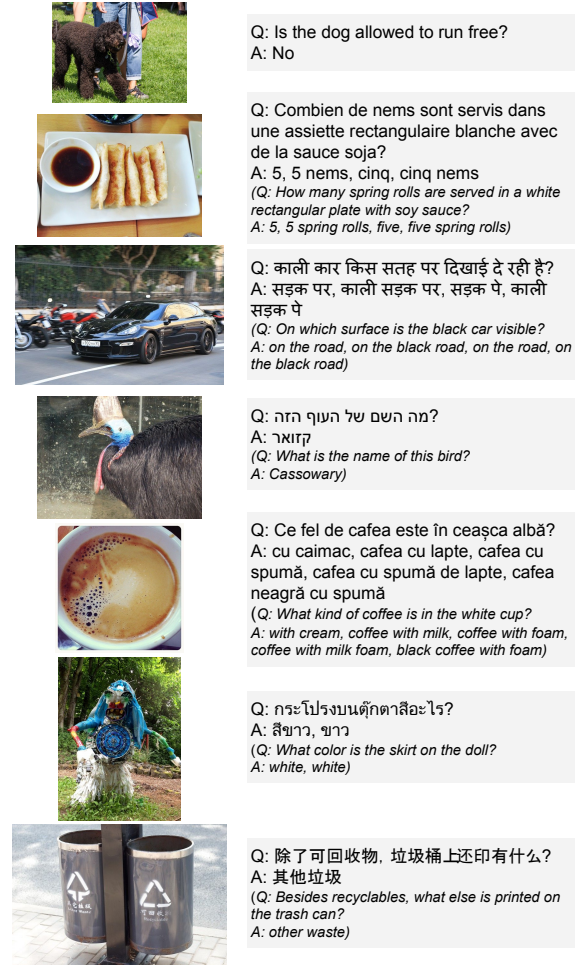 Q: Is the dog allowed to run free?
A: No
Q: Combien de nems sont servis dans
une assiette rectangulaire blanche avec
de la sauce soja?
A: 5, 5 nems, cinq, cinq nems
(Q: How many spring rolls are served in a white
rectangular plate with soy sauce?
A: 5, 5 spring rolls, five, five spring rolls)
Q: काली कार किस सतह पर दिखाई दे रही है?
A: सड़क पर, काली सड़क पर, सड़क पे, काली
सड़क पे
(Q: On which surface is the black car visible?
A: on the road, on the black road, on the road, on
the black road)
Q: מה השם של העוף הזה?
A: קזואר
(Q: What is the name of this bird?
A: Cassowary)
Q: Ce fel de cafea este în ceașca albă?
A: cu caimac, cafea cu lapte, cafea cu
spumă, cafea cu spumă de lapte, cafea
neagră cu spumă
(Q: What kind of coffee is in the white cup?
A: with cream, coffee with milk, coffee with foam,
coffee with milk foam, black coffee with foam)
Q: กระโปรงบนตุ๊กตาสีอะไร?
A: สีขาว, ขาว
(Q: What color is the skirt on the doll?
A: white, white)
Q: 除了可回收物, 垃圾桶上还印有什么?
A: 其他垃圾
(Q: Besides recyclables, what else is printed on
the trash can?
A: other waste)